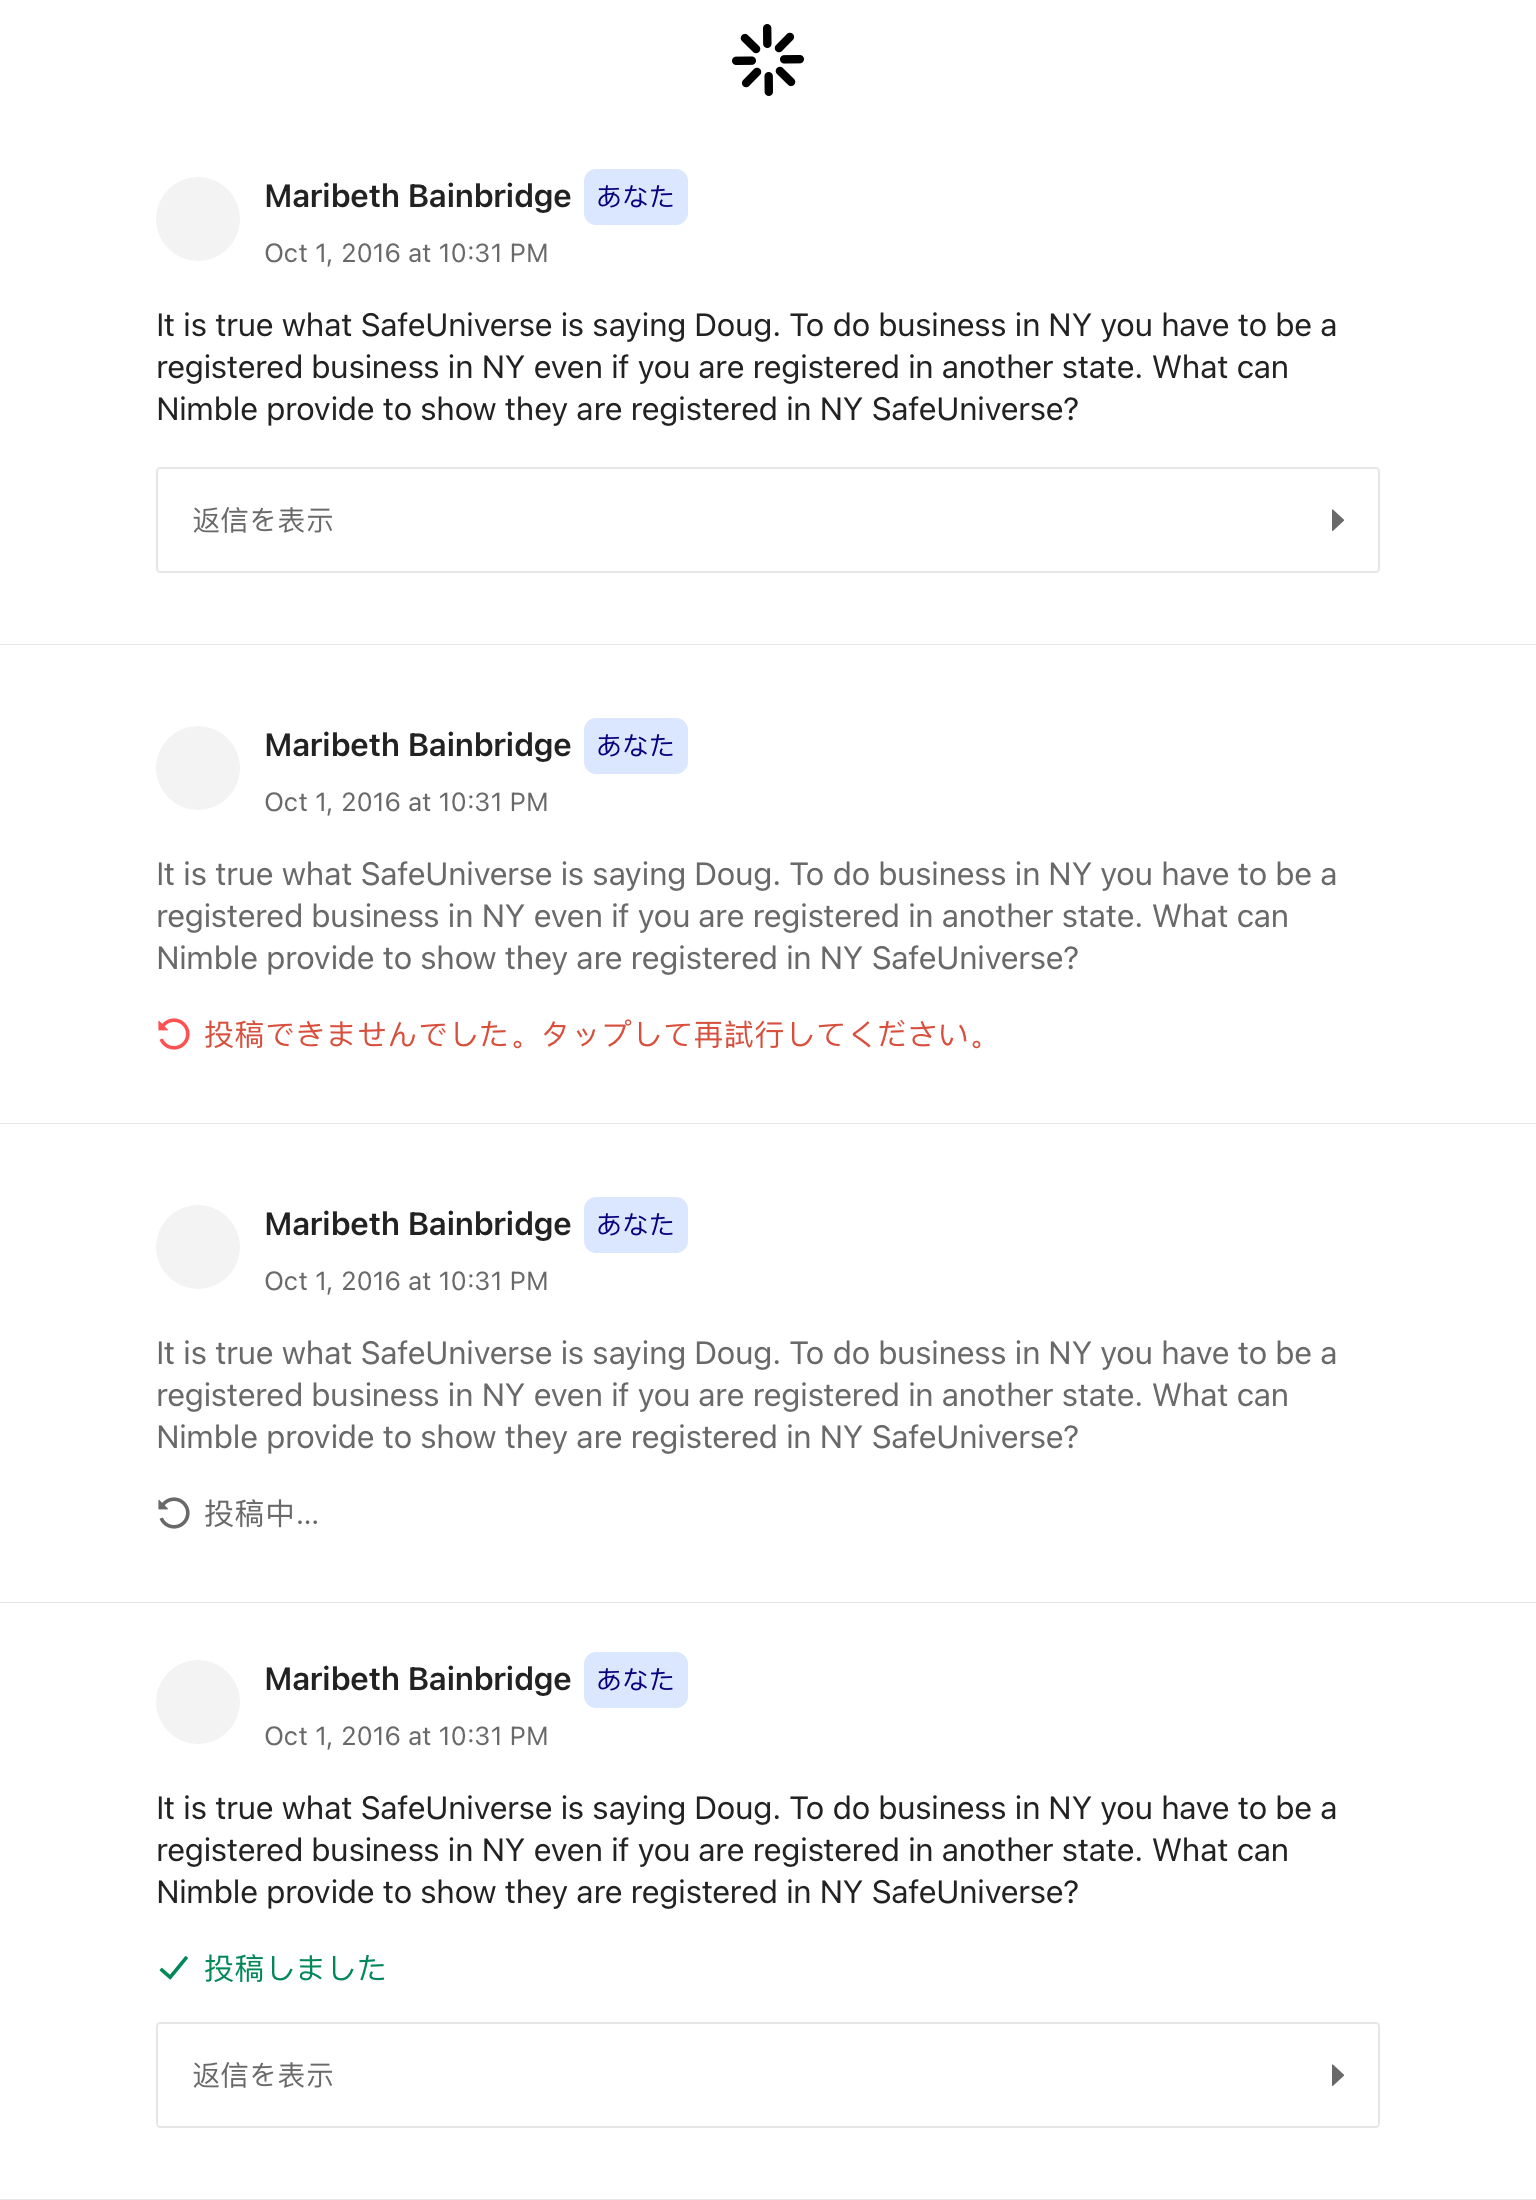 Maribeth Bainbridge あなた
Oct 1, 2016 at 10:31 PM
It is true what SafeUniverse is saying Doug. To do business in NY you have to be a
registered business in NY even if you are registered in another state. What can
Nimble provide to show they are registered in NY SafeUniverse?
返信を表示
Maribeth Bainbridge あなた
Oct 1, 2016 at 10:31 PM
It is true what SafeUniverse is saying Doug. To do business in NY you have to be a
registered business in NY even if you are registered in another state. What can
Nimble provide to show they are registered in NY SafeUniverse?
投稿できませんでした。タップして再試行してください。
Maribeth Bainbridge あなた
Oct 1, 2016 at 10:31 PM
It is true what SafeUniverse is saying Doug. To do business in NY you have to be a
registered business in NY even if you are registered in another state. What can
Nimble provide to show they are registered in NY SafeUniverse?
投稿中...
Maribeth Bainbridge あなた
Oct 1, 2016 at 10:31 PM
It is true what SafeUniverse is saying Doug. To do business in NY you have to be a
registered business in NY even if you are registered in another state. What can
Nimble provide to show they are registered in NY SafeUniverse?
投稿しました
返信を表示